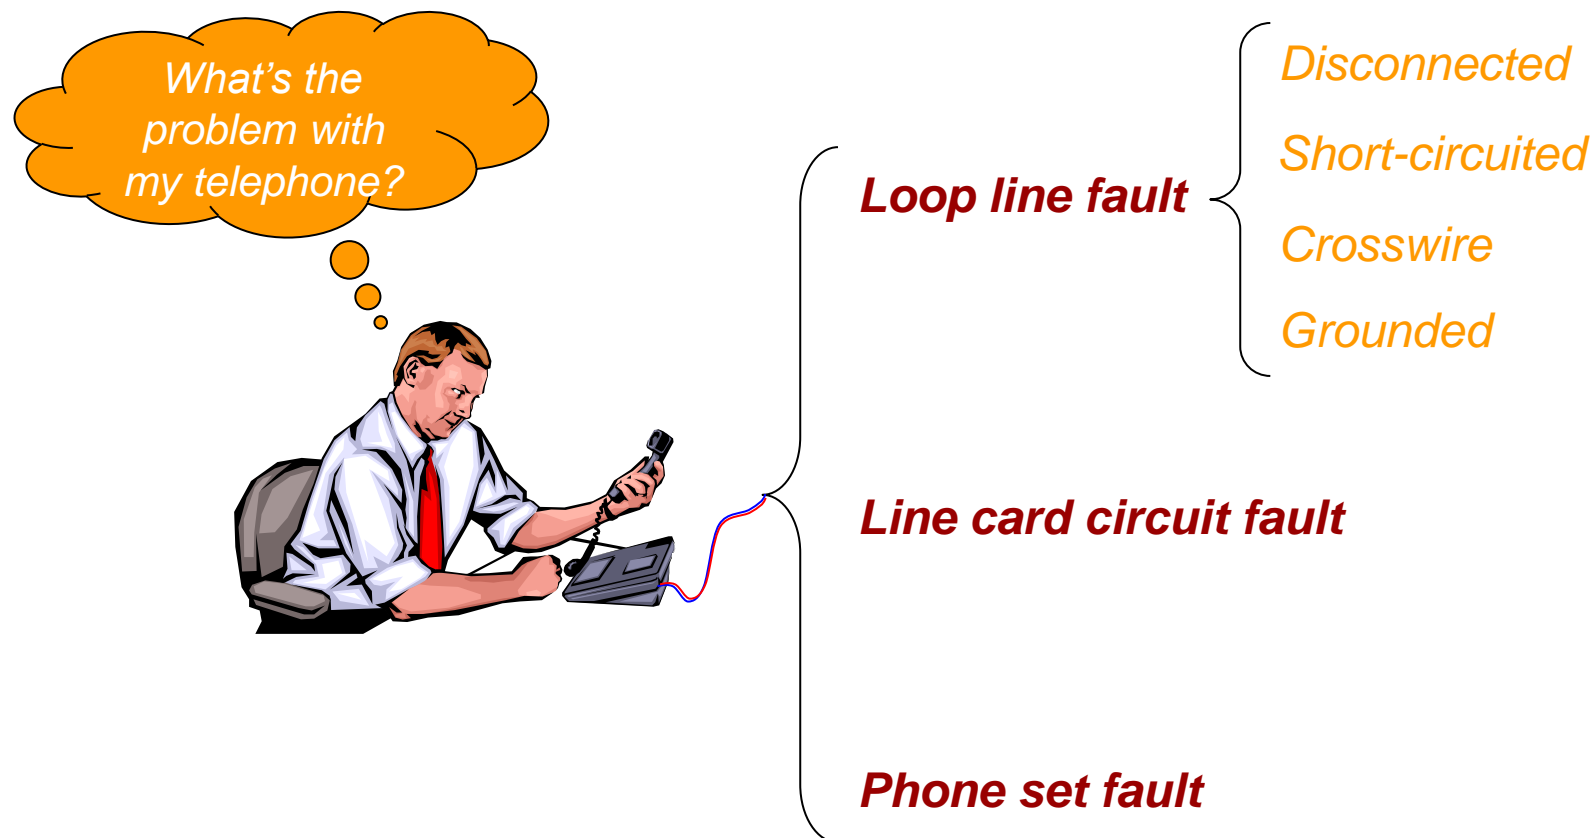 What's the
problem with
my telephone?
Loop line fault
Disconnected
Short-circuited
Crosswire
Grounded
Line card circuit fault
Phone set fault